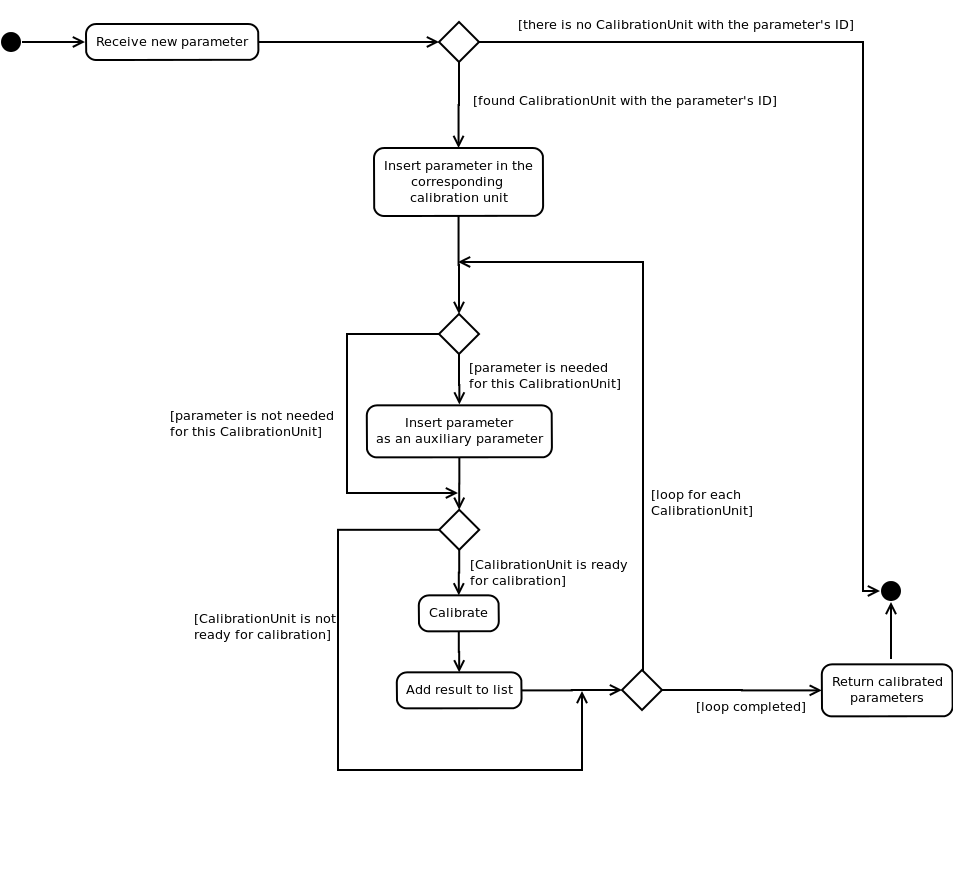 [there is no CalibrationUnit with the parameter's ID]
Receive new parameter
[found CalibrationUnit with the parameter's ID]
Insert parameter in the
corresponding
calibration unit
[parameter is needed
for this CalibrationUnit]
[parameter is not needed
for this CalibrationUnit]
Insert parameter
as an auxiliary parameter
[loop for each
CalibrationUnit]
[CalibrationUnit is ready
for calibration]
[CalibrationUnit is not
ready for calibration]
Calibrate
Add result to list
[loop completed]
Return calibrated
parameters